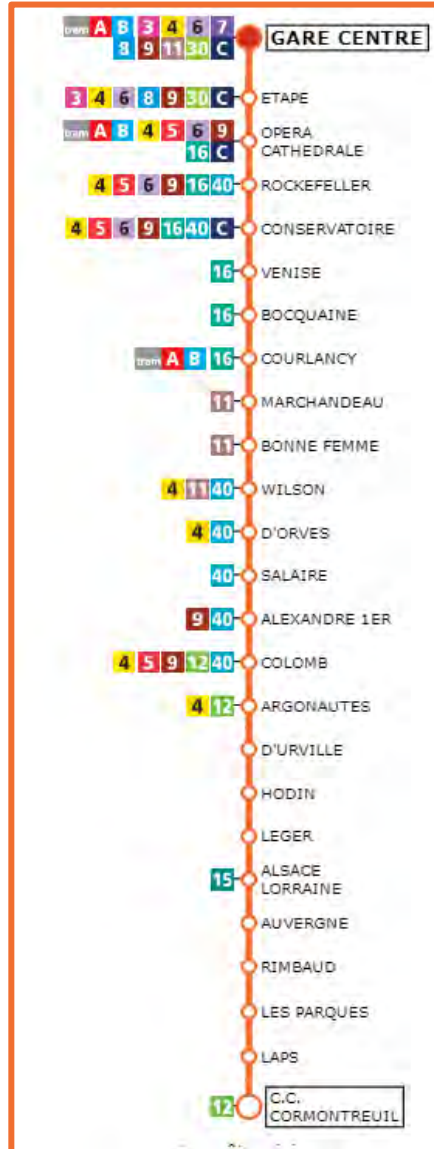 tram A B 3 4 6 7
8 9 11 30 C
GARE CENTRE
3 4 6 8 9 30 C
ETAPE
tram A B 4 5 6 9
16 C
OPERA
CATHEDRALE
4 5 6 9 16 40
ROCKEFELLER
4 5 6 9 16 40 C
CONSERVATOIRE
16
VENISE
16
BOCQUAINE
tram A B 16
COURLANCY
11
MARCHANDEAU
11
BONNE FEMME
4 11 40
WILSON
4 40
D'ORVES
40
SALAIRE
9 40
ALEXANDRE 1ER
4 5 9 12 40
COLOMB
4 12
ARGONAUTES
D'URVILLE
HODIN
LEGER
15
ALSACE
LORRAINE
AUVERGNE
RIMBAUD
LES PARQUES
LAPS
12
C.C.
CORMONTREUIL